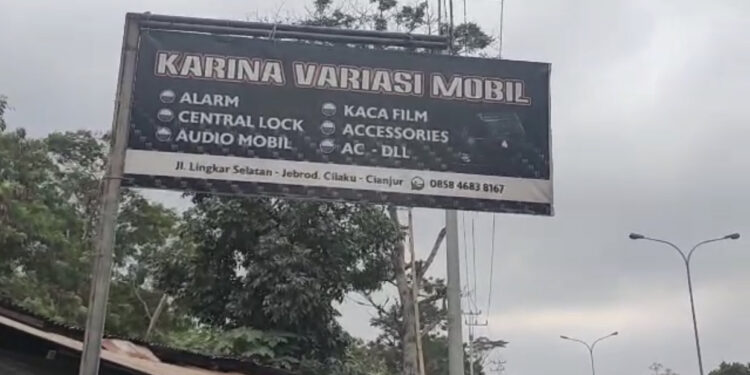 KARINA VARIASI MOBIL
ALARM
CENTRAL LOCK
AUDIO MOBIL
KACA FILM
ACCESSORIES
AC - DLL
Jl. Lingkar Selatan - Jebrod. Cilaku - Cianjur 0858 4683 8167